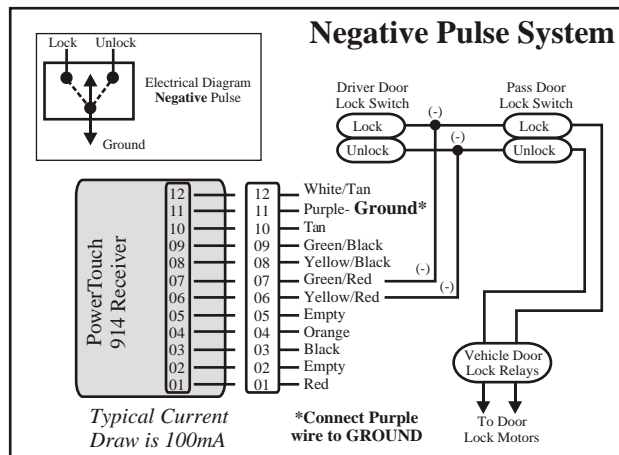 Negative Pulse System
Lock Unlock
Electrical Diagram
Negative Pulse
Ground
Driver Door
Lock Switch
Pass Door
Lock Switch
(-)
Lock
Lock
(-)
Unlock
Unlock
PowerTouch
914 Receiver
12 12 White/Tan
11 11 Purple- Ground*
10 10 Tan
09 09 Green/Black
08 08 Yellow/Black
07 07 Green/Red (-)
06 06 Yellow/Red (-)
05 05 Empty
04 04 Orange
03 03 Black
02 02 Empty
01 01 Red
Vehicle Door
Lock Relays
To Door
Lock Motors
Typical Current
Draw is 100mA
*Connect Purple
wire to GROUND